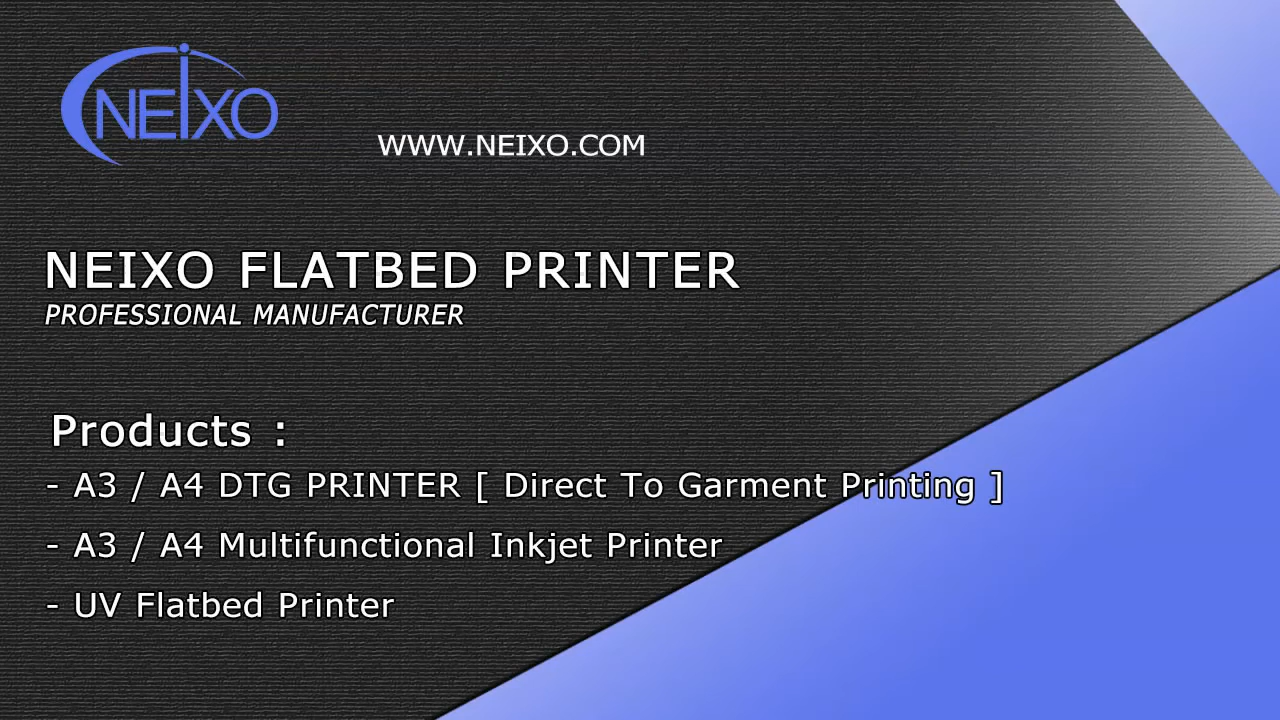 NEIXO
WWW.NEIXO.COM
NEIXO FLATBED PRINTER
PROFESSIONAL MANUFACTURER
Products :
- A3 / A4 DTG PRINTER [ Direct To Garment Printing ]
- A3 / A4 Multifunctional Inkjet Printer
- UV Flatbed Printer